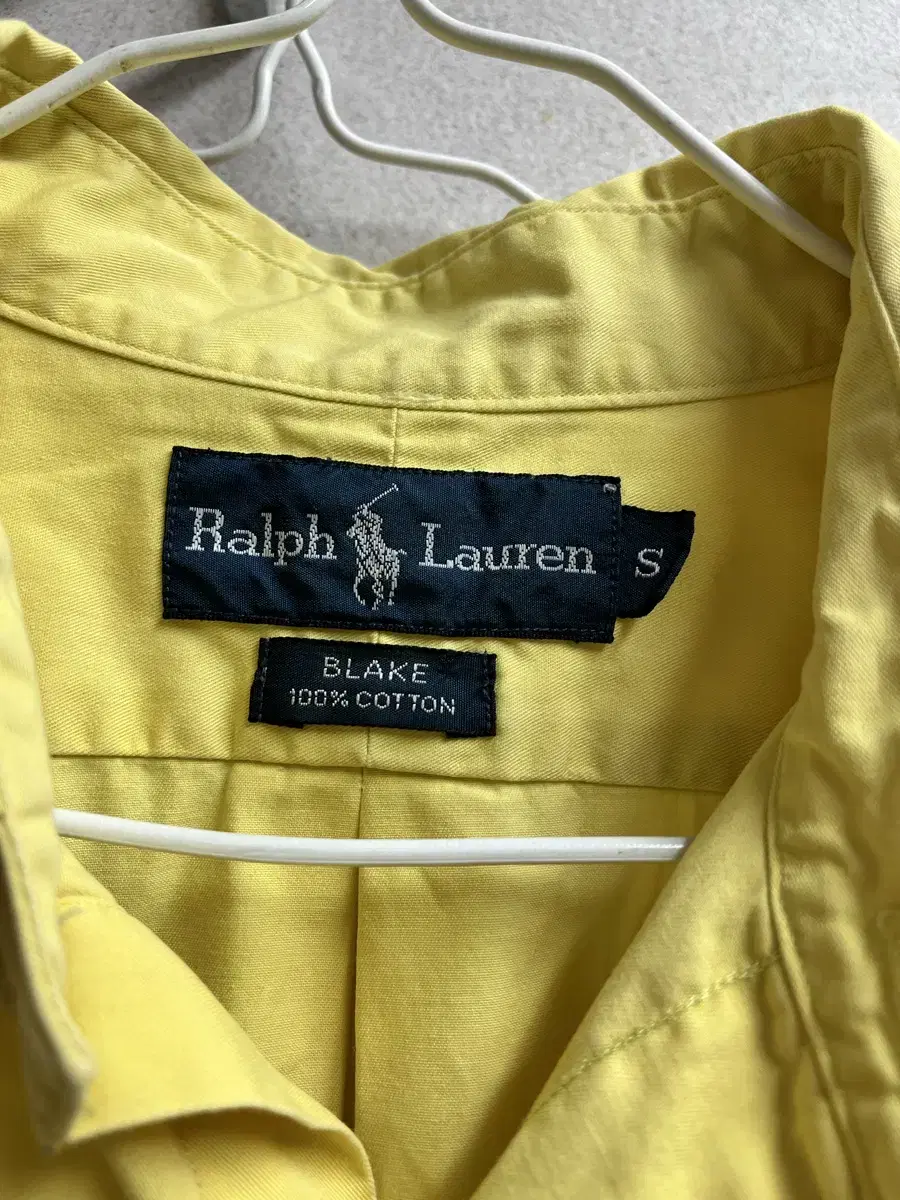 Ralph Lauren
S
BLAKE
100% COTTON